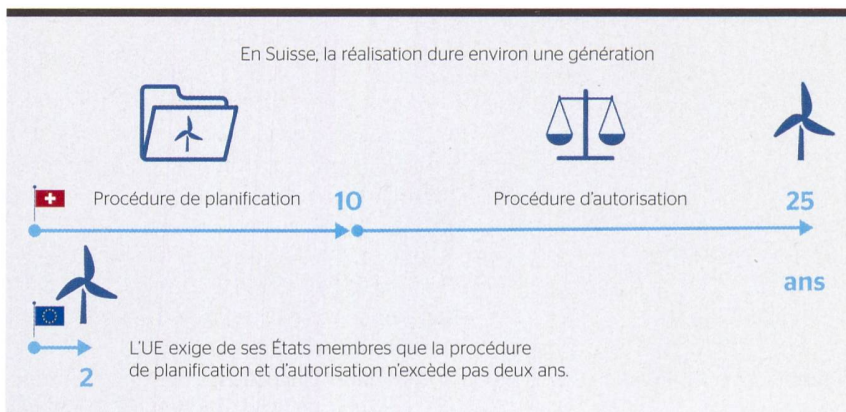 En Suisse, la réalisation dure environ une génération
Procédure de planification 10 Procédure d'autorisation 25
ans
L'UE exige de ses États membres que la procédure
de planification et d'autorisation n'excède pas deux ans.
2